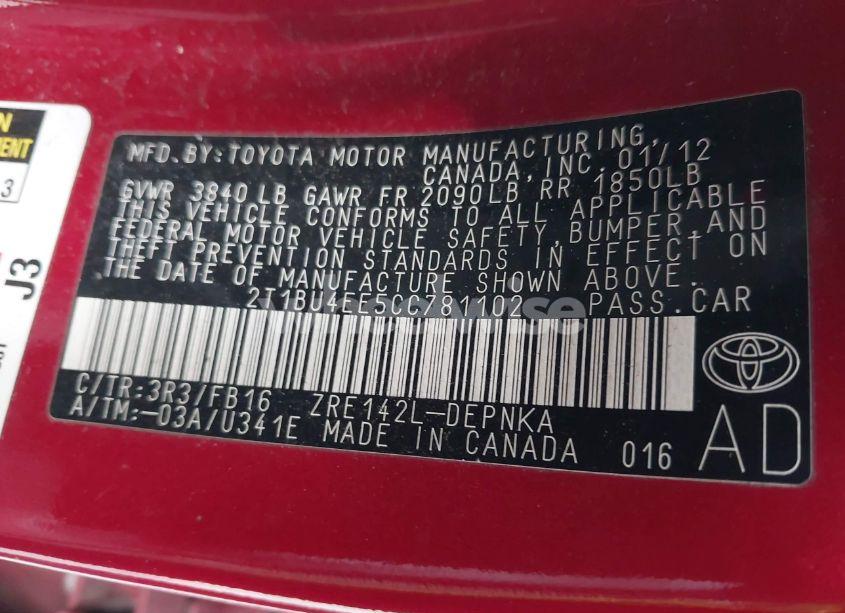 MFD. BY: TOYOTA MOTOR MANUFACTURING,
CANADA, INC. 01/12
GVWR 3840 LB GAWR FR 2090LB RR 1850LB
THIS VEHICLE CONFORMS TO ALL APPLICABLE
FEDERAL MOTOR VEHICLE SAFETY, BUMPER, AND
THEFT PREVENTION STANDARDS IN EFFECT ON
THE DATE OF MANUFACTURE SHOWN ABOVE.
2T1BU4EE5CC781102 PASS. CAR
C/TR:3R3/FB16 ZRE142L-DEPNKA
A/TM:-03A/U341E MADE IN CANADA 016
AD
3
J3